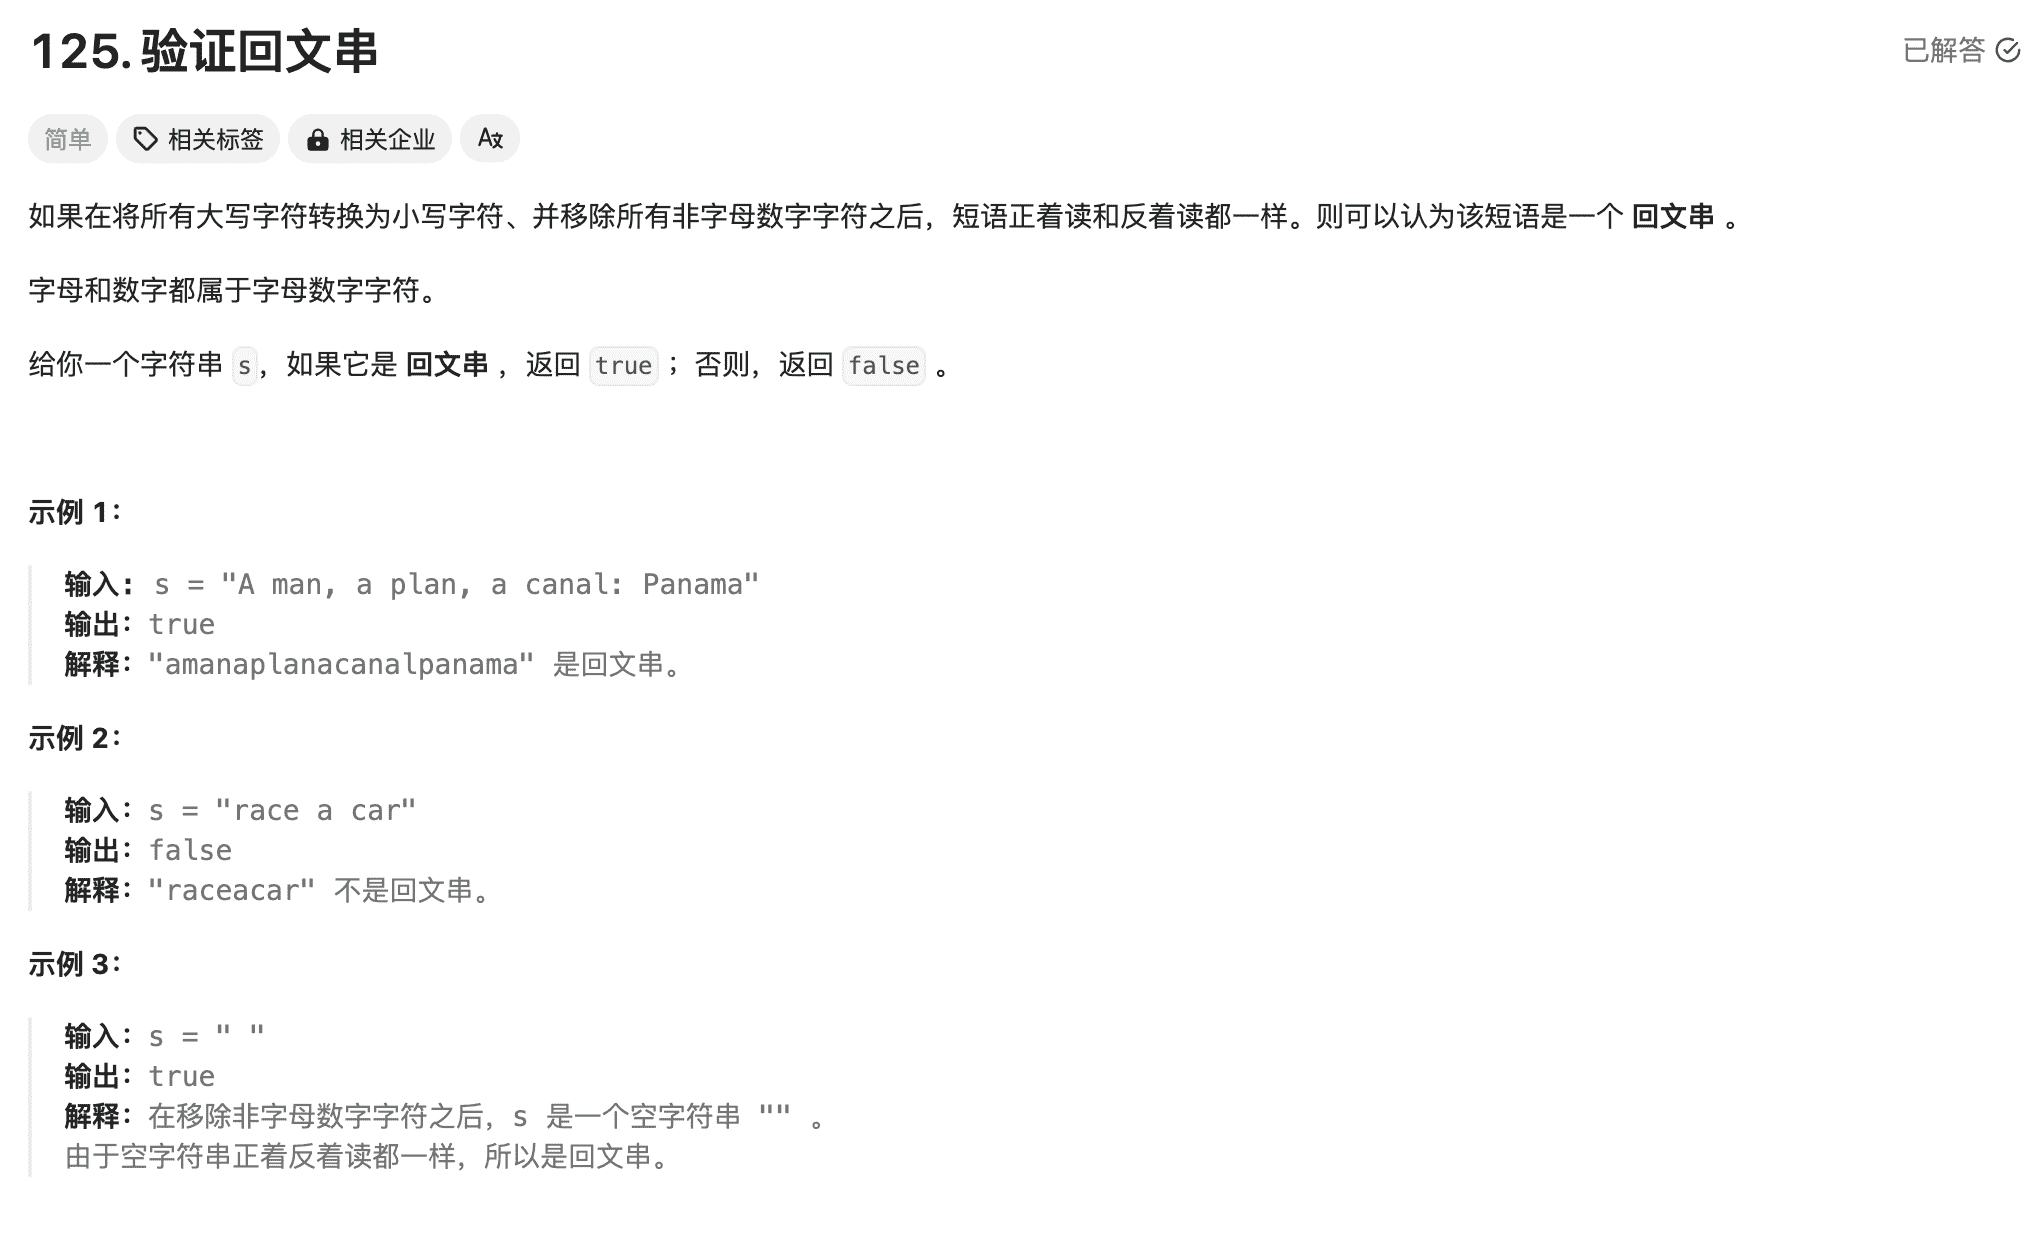 125. 验证回文串
已解答
简单 相关标签 相关企业 A文
如果在将所有大写字符转换为小写字符、并移除所有非字母数字字符之后，短语正着读和反着读都一样。则可以认为该短语是一个 回文串 。
字母和数字都属于字母数字字符。
给你一个字符串 s，如果它是 回文串 ，返回 true ；否则，返回 false 。
示例 1：
输入: s = "A man, a plan, a canal: Panama"
输出：true
解释："amanaplanacanalpanama" 是回文串。
示例 2：
输入：s = "race a car"
输出：false
解释："raceacar" 不是回文串。
示例 3：
输入：s = " "
输出：true
解释：在移除非字母数字字符之后，s 是一个空字符串 "" 。
由于空字符串正着反着读都一样，所以是回文串。